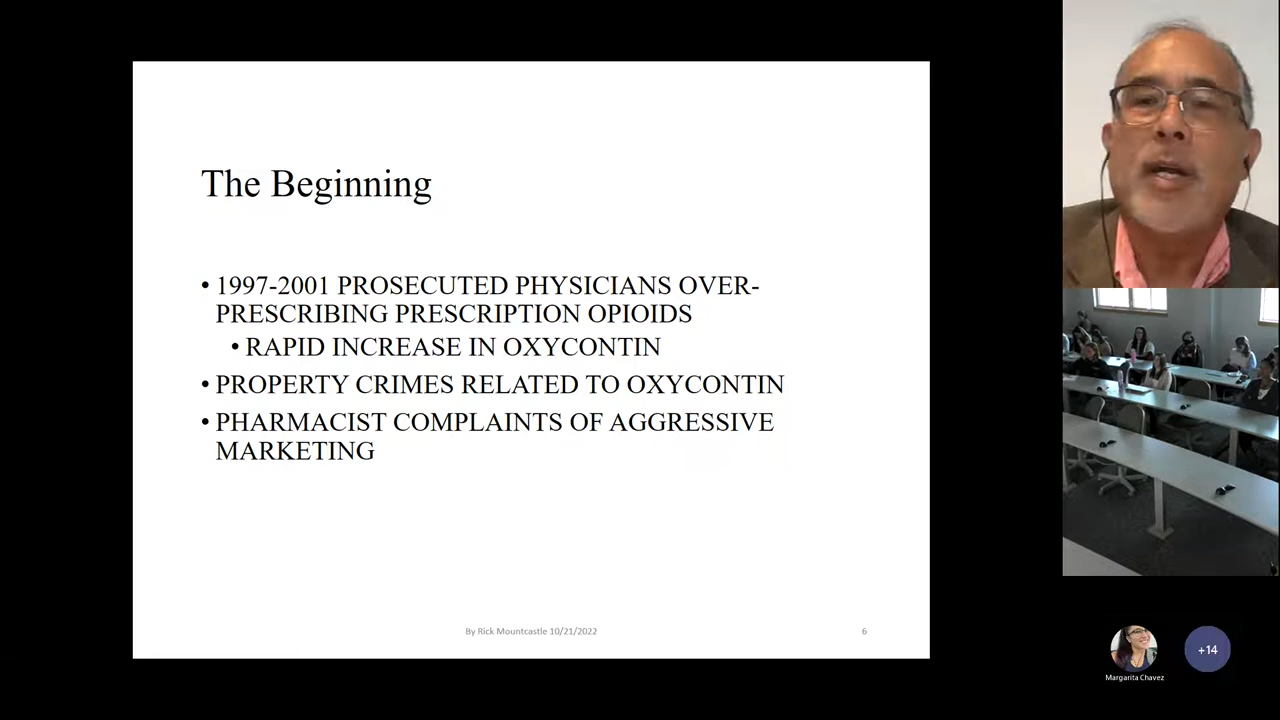 The Beginning
• 1997-2001 PROSECUTED PHYSICIANS OVER-
PRESCRIBING PRESCRIPTION OPIOIDS
• RAPID INCREASE IN OXYCONTIN
• PROPERTY CRIMES RELATED TO OXYCONTIN
• PHARMACIST COMPLAINTS OF AGGRESSIVE
MARKETING
By Rick Mountcastle 10/21/2022
6
Margarita Chavez
+14